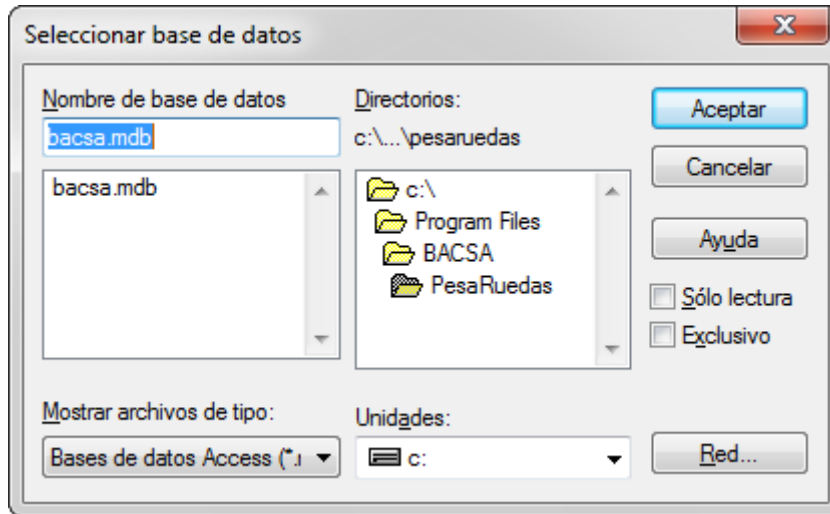 Seleccionar base de datos
Nombre de base de datos
bacsa.mdb
bacsa.mdb
Mostrar archivos de tipo:
Bases de datos Access (*.
Directorios:
c:\...\pesaruedas
c:\
Program Files
BACSA
PesaRuedas
Unidades:
c:
Aceptar
Cancelar
Ayuda
Sólo lectura
Exclusivo
Red...